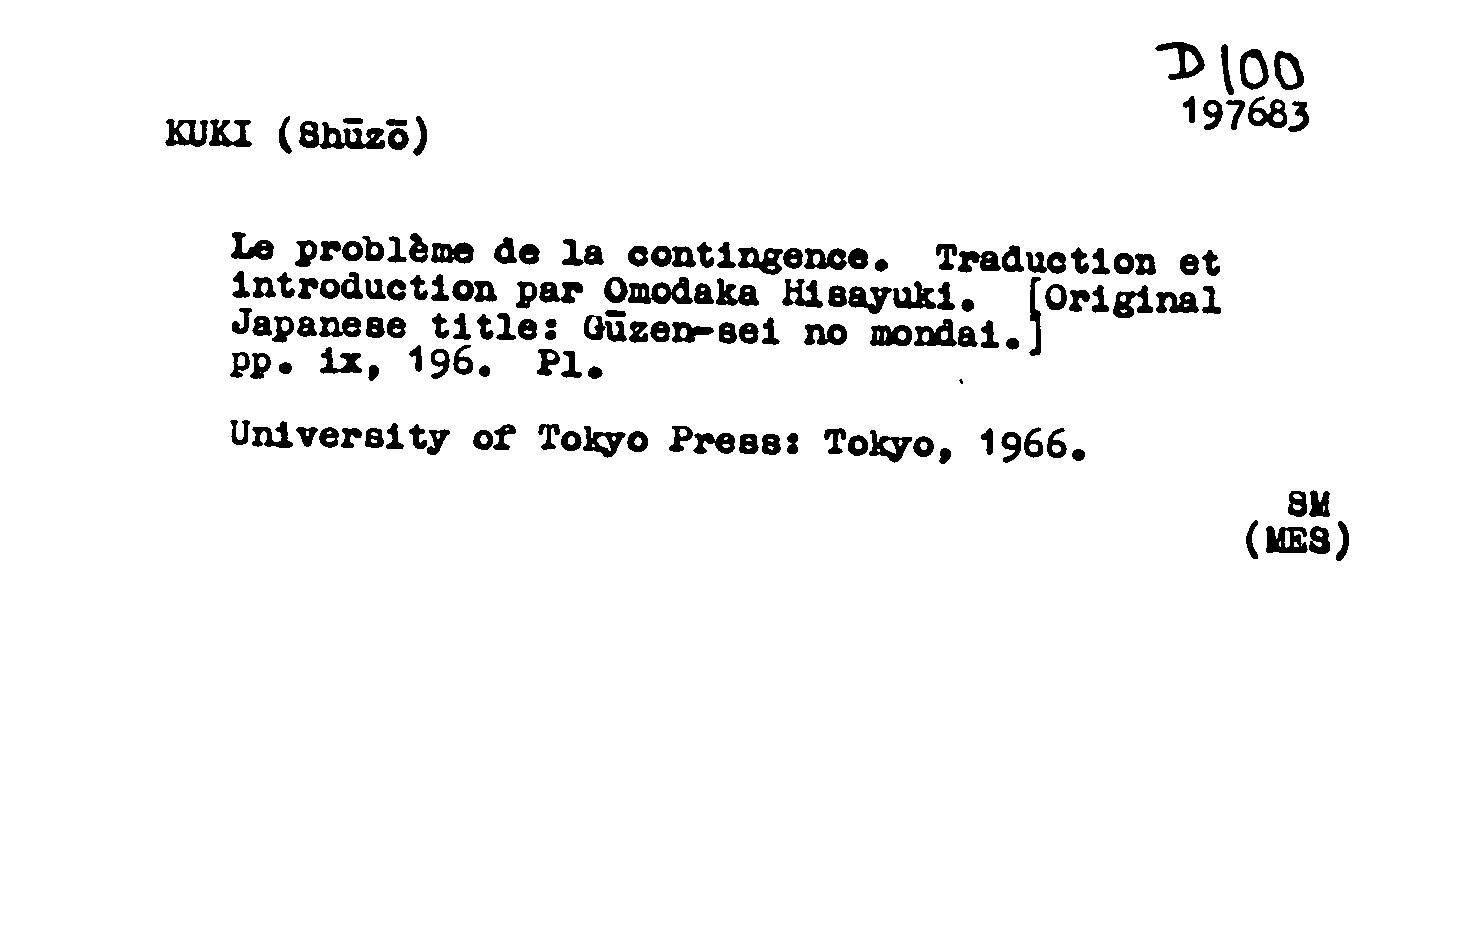 D 100
197683
KUKI (Shūzō)
Le problème de la contingence. Traduction et
introduction par Omodaka Hisayuki. [Original
Japanese title: Gūzen-sei no mondai.]
pp. ix, 196. Pl.
University of Tokyo Press: Tokyo, 1966.
SM
(MES)